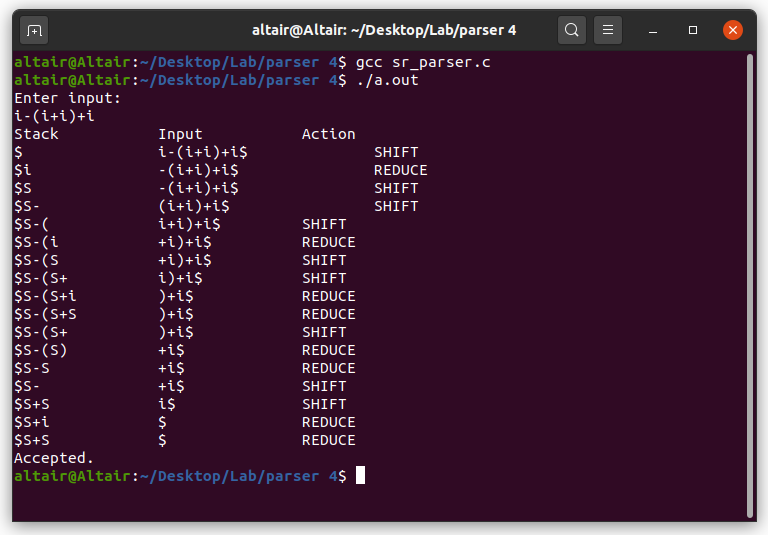 altair@Altair: ~/Desktop/Lab/parser 4
altair@Altair:~/Desktop/Lab/parser 4$ gcc sr_parser.c
altair@Altair:~/Desktop/Lab/parser 4$ ./a.out
Enter input:
i-(i+i)+i
Stack Input Action
$ i-(i+i)+i$ SHIFT
$i -(i+i)+i$ REDUCE
$S -(i+i)+i$ SHIFT
$S- (i+i)+i$ SHIFT
$S-( i+i)+i$ SHIFT
$S-(i +i)+i$ REDUCE
$S-(S +i)+i$ SHIFT
$S-(S+ i)+i$ SHIFT
$S-(S+i )+i$ REDUCE
$S-(S+S )+i$ REDUCE
$S-(S+ )+i$ SHIFT
$S-(S) +i$ REDUCE
$S-S +i$ REDUCE
$S- +i$ SHIFT
$S+S i$ SHIFT
$S+i $ REDUCE
$S+S $ REDUCE
Accepted.
altair@Altair:~/Desktop/Lab/parser 4$